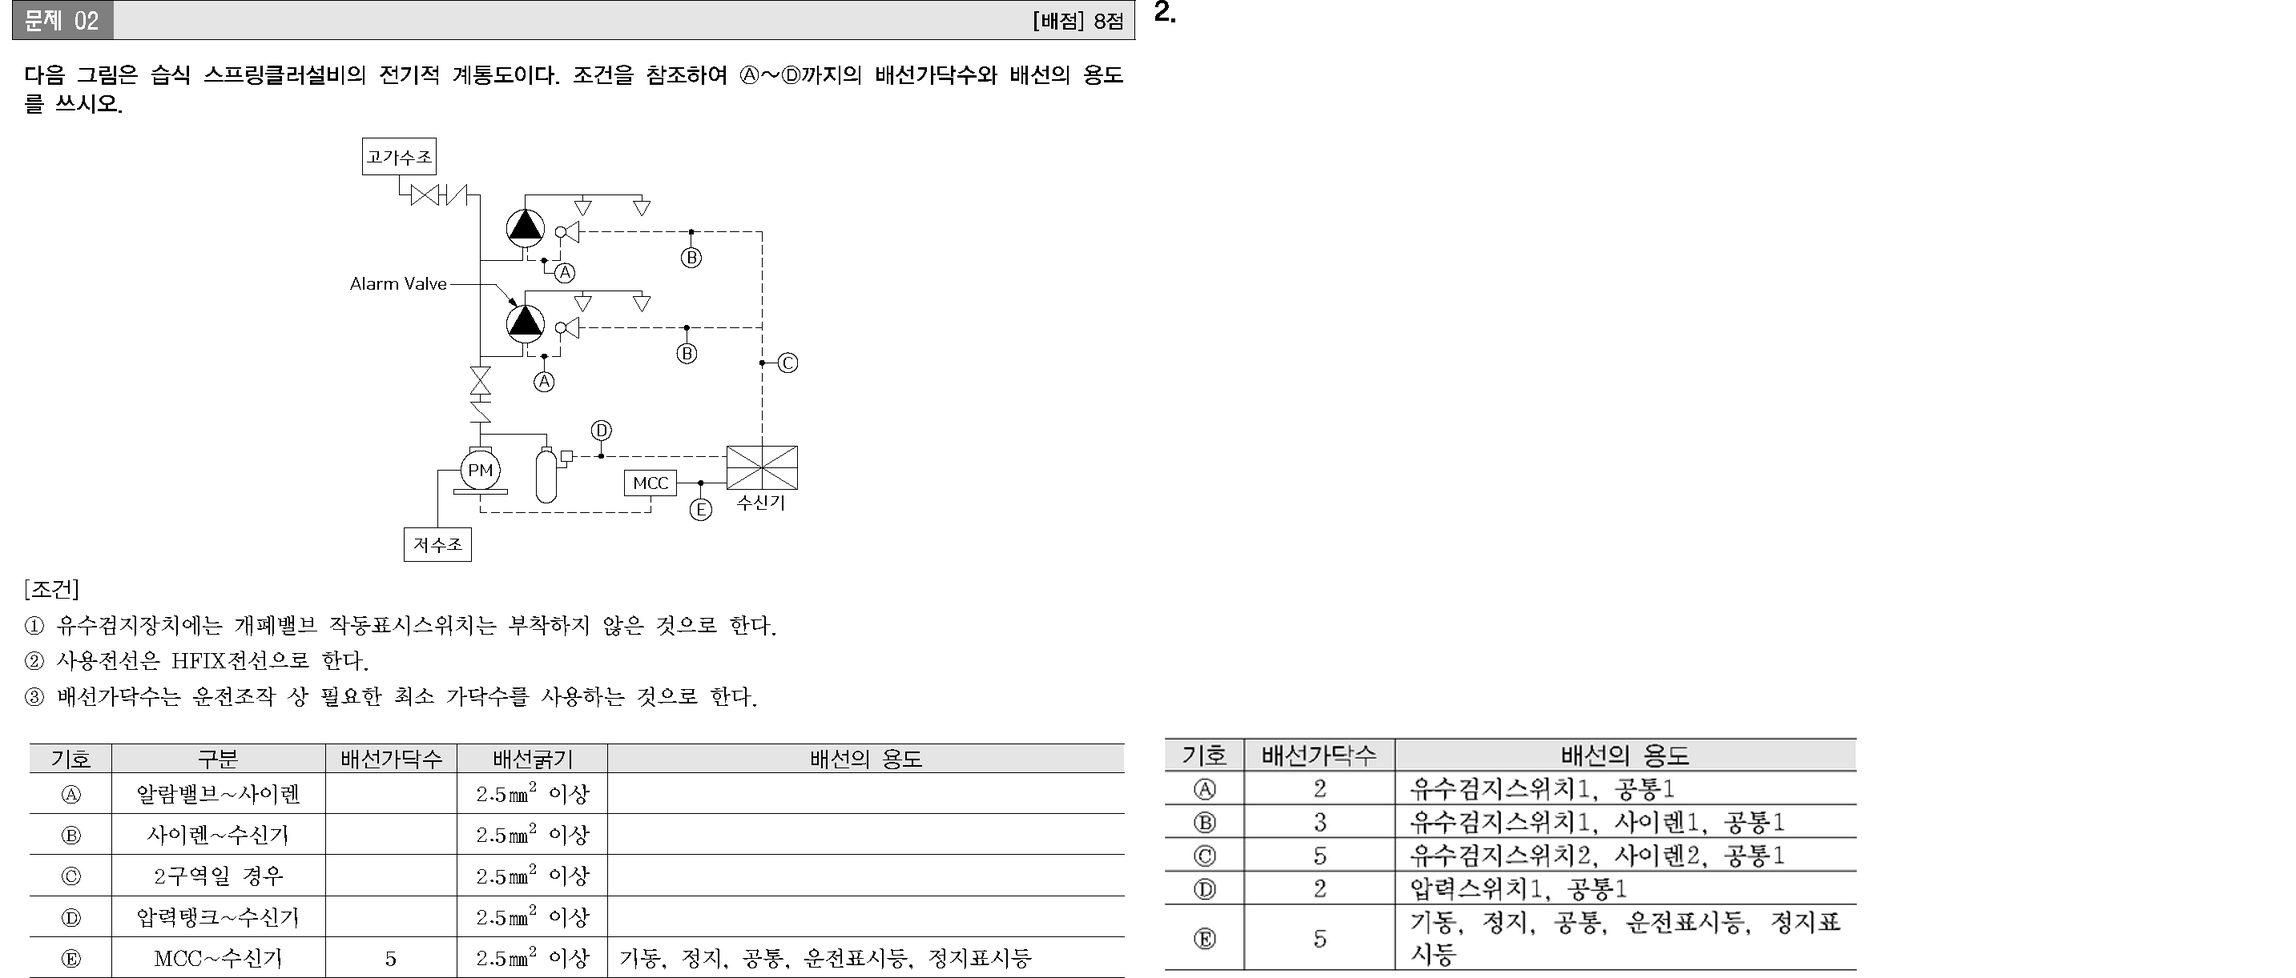 문제 02 [배점] 8점
다음 그림은 습식 스프링클러설비의 전기적 계통도이다. 조건을 참조하여 Ⓐ~Ⓓ까지의 배선가닥수와 배선의 용도
를 쓰시오.
고가수조
Ⓑ
Ⓐ
Alarm Valve
Ⓑ
Ⓒ
Ⓐ
Ⓓ
PM
MCC
Ⓔ
수신기
저수조
[조건]
① 유수검지장치에는 개폐밸브 작동표시스위치는 부착하지 않은 것으로 한다.
② 사용전선은 HFIX전선으로 한다.
③ 배선가닥수는 운전조작 상 필요한 최소 가닥수를 사용하는 것으로 한다.
기호 구분 배선가닥수 배선굵기 배선의 용도
Ⓐ 알람밸브~사이렌 2.5㎟ 이상
Ⓑ 사이렌~수신기 2.5㎟ 이상
Ⓒ 2구역일 경우 2.5㎟ 이상
Ⓓ 압력탱크~수신기 2.5㎟ 이상
Ⓔ MCC~수신기 5 2.5㎟ 이상 기동, 정지, 공통, 운전표시등, 정지표시등
2.
기호 배선가닥수 배선의 용도
Ⓐ 2 유수검지스위치1, 공통1
Ⓑ 3 유수검지스위치1, 사이렌1, 공통1
Ⓒ 5 유수검지스위치2, 사이렌2, 공통1
Ⓓ 2 압력스위치1, 공통1
Ⓔ 5 기동, 정지, 공통, 운전표시등, 정지표
시등